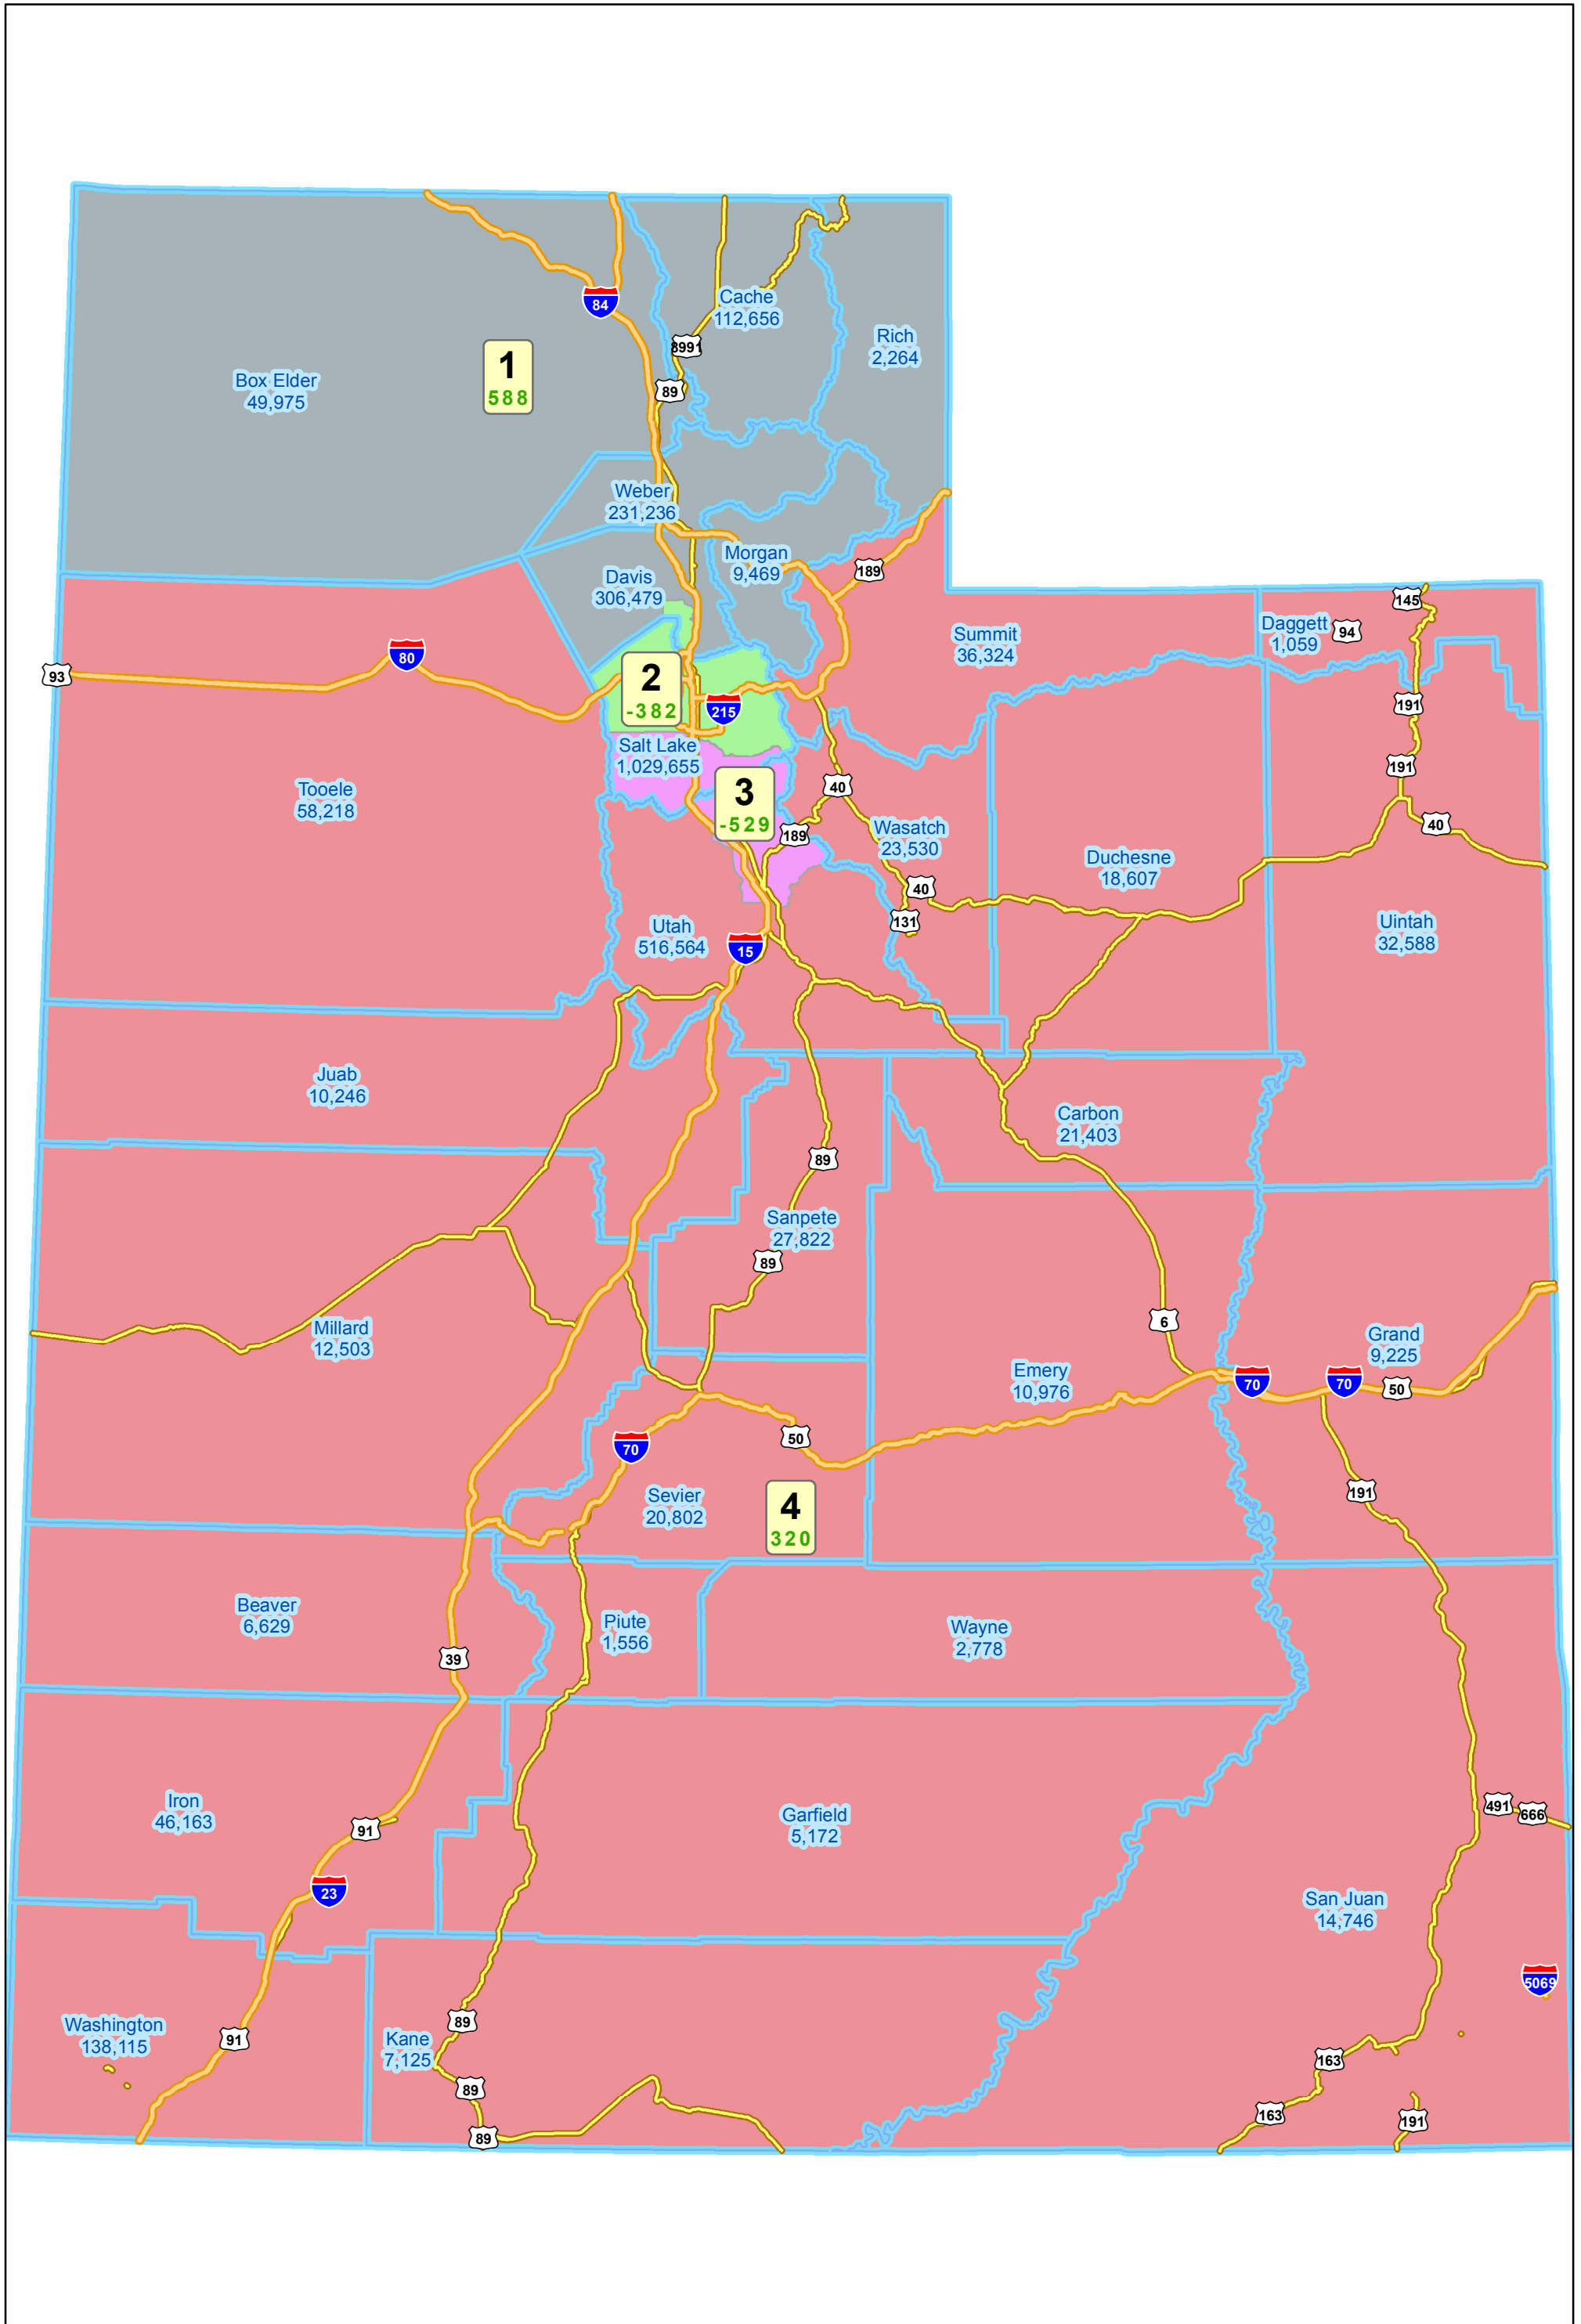 84
Cache
112,656
8991
Rich
2,264
1
588
Box Elder
49,975
89
Weber
231,236
Morgan
9,469
189
Davis
306,479
145
Daggett
1,059
94
Summit
36,324
80
93
2
-382
215
191
Salt Lake
1,029,655
191
Tooele
58,218
3
-529
40
189
40
Wasatch
23,530
Duchesne
18,607
40
131
Utah
516,564
Uintah
32,588
15
Juab
10,246
Carbon
21,403
89
Sanpete
27,822
89
Millard
12,503
6
Grand
9,225
Emery
10,976
70
70
50
50
70
191
Sevier
20,802
4
320
Beaver
6,629
Piute
1,556
Wayne
2,778
39
Iron
46,163
91
Garfield
5,172
491
666
23
San Juan
14,746
5069
Washington
138,115
91
89
Kane
7,125
163
89
163
191
89